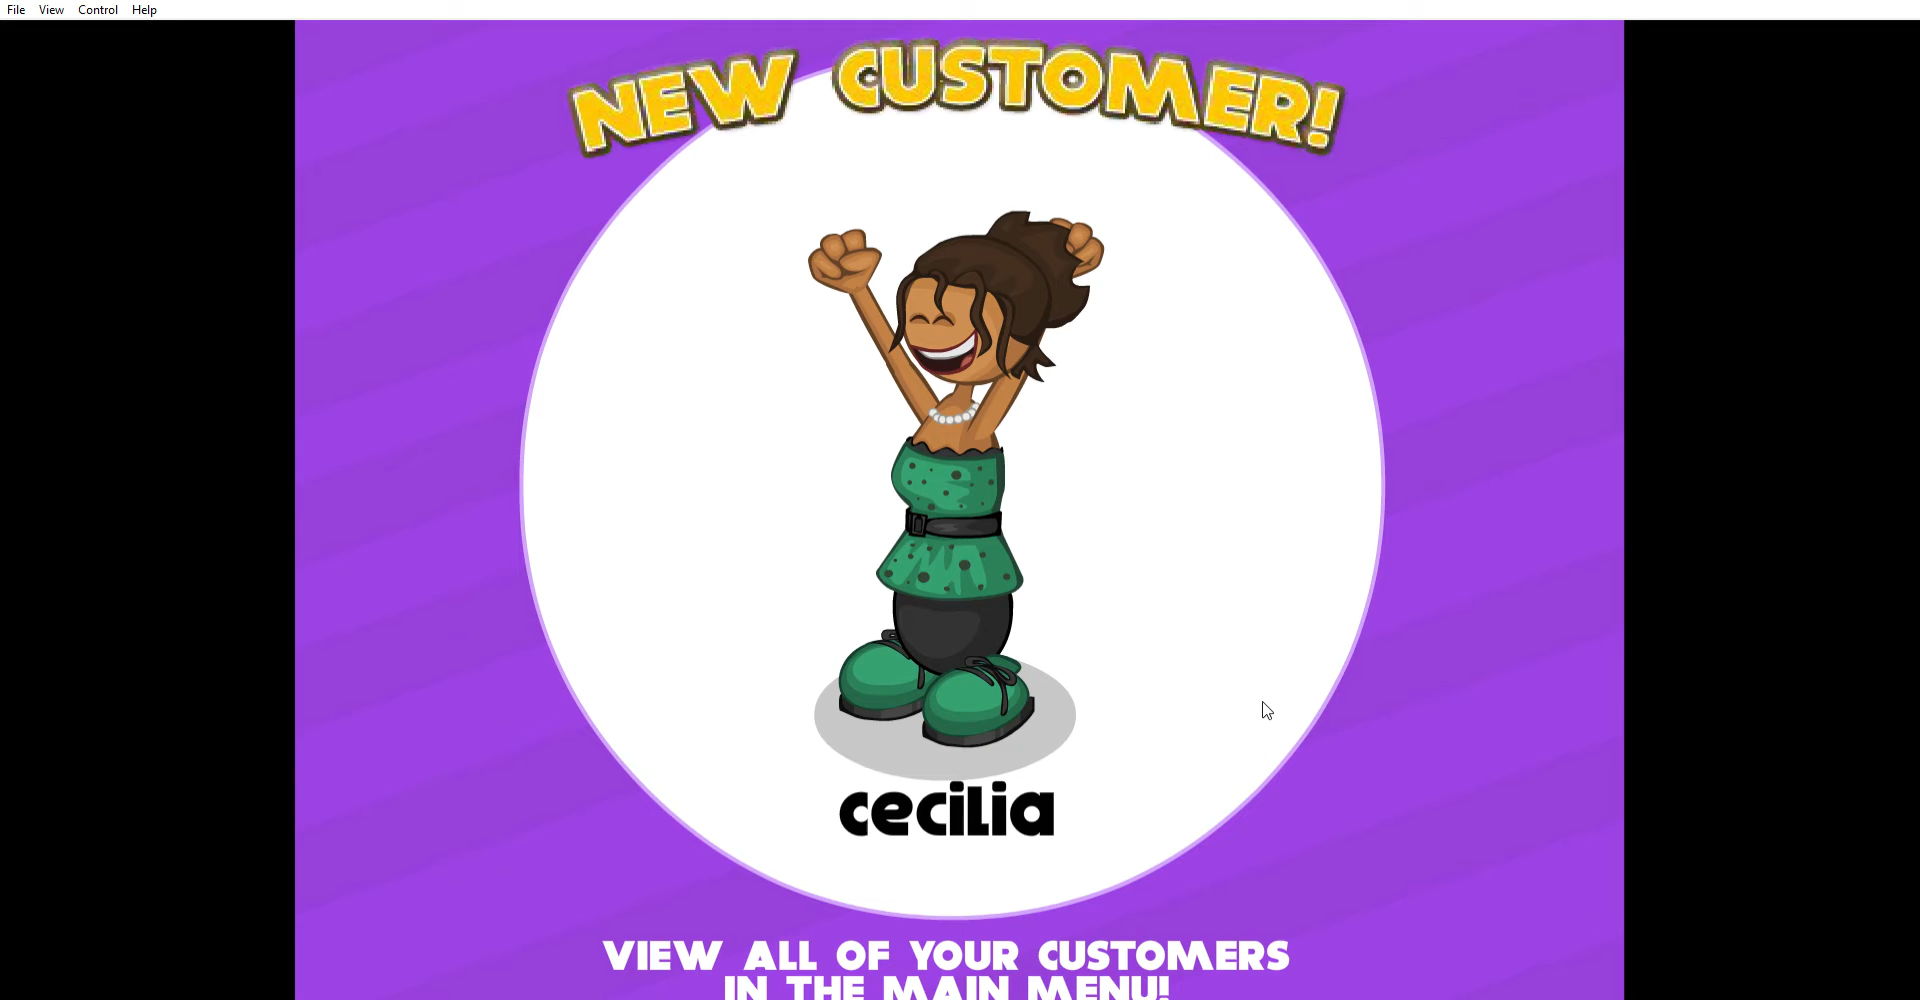 File View Control Help
NEW CUSTOMER!
cecilia
VIEW ALL OF YOUR CUSTOMERS
IN THE MAIN MENU!